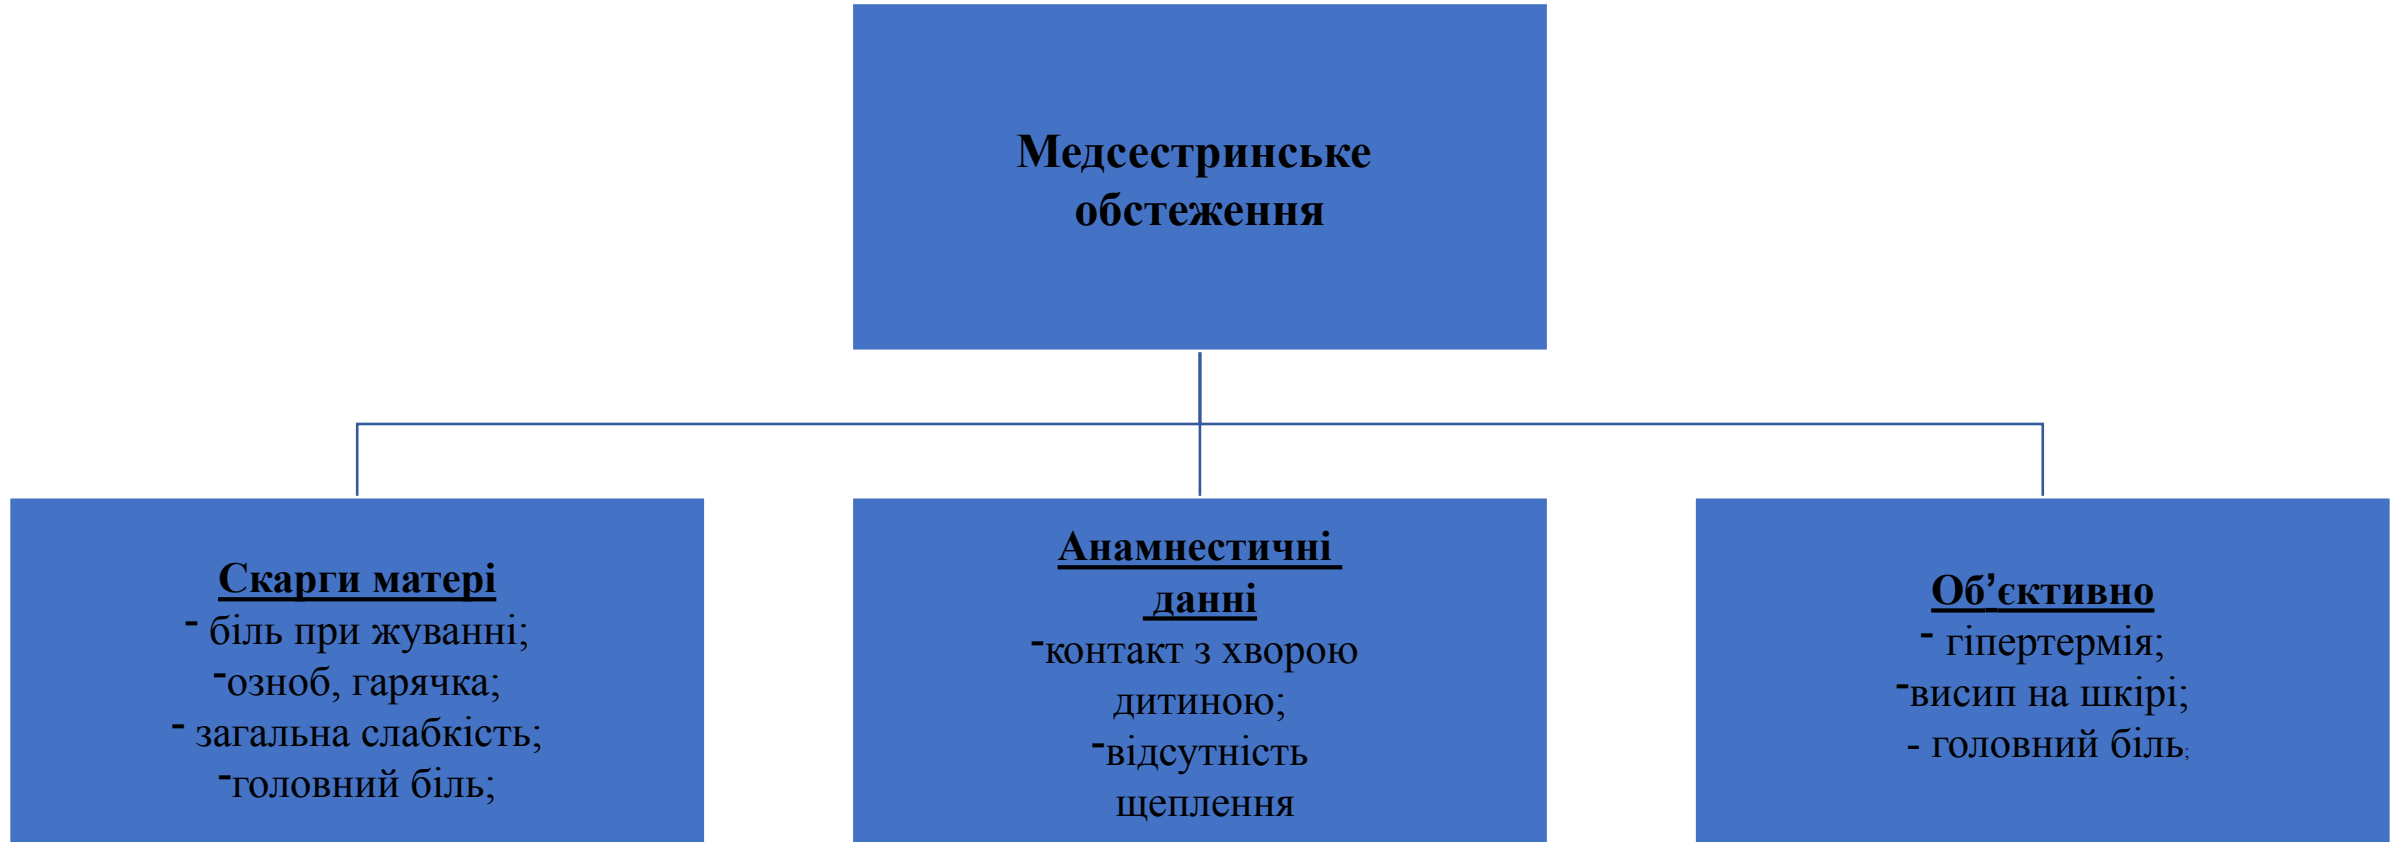 Медсестринське
обстеження
Скарги матері
- біль при жуванні;
-озноб, гарячка;
- загальна слабкість;
-головний біль;
Анамнестичні
данні
-контакт з хворою
дитиною;
-відсутність
щеплення
Об’єктивно
- гіпертермія;
-висип на шкірі;
- головний біль;